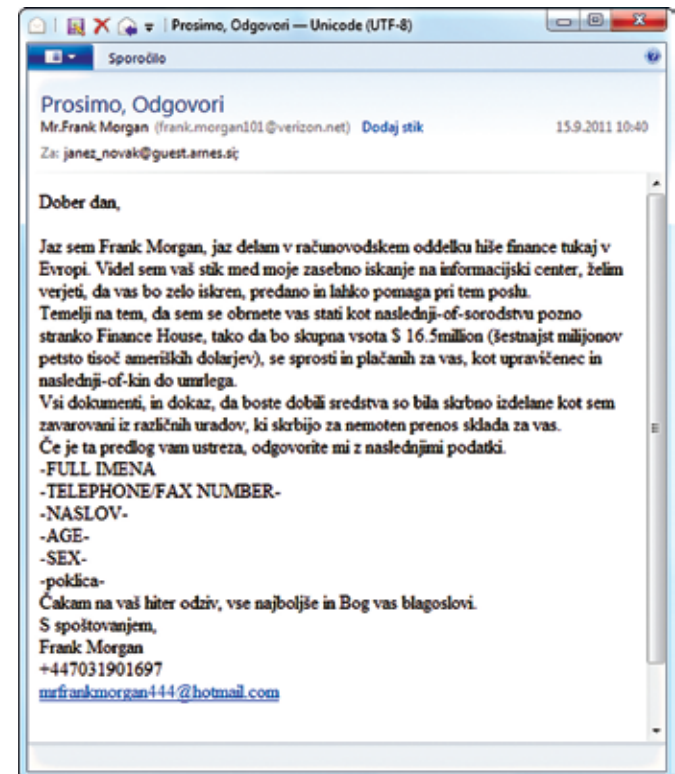 Prosimo, Odgovori — Unicode (UTF-8)
Sporočilo
Prosimo, Odgovori
Mr.Frank Morgan (frank.morgan101@verizon.net) Dodaj stik 15.9.2011 10:40
Za: janez_novak@guest.arnes.si;
Dober dan,
Jaz sem Frank Morgan, jaz delam v računovodskem oddelku hiše finance tukaj v
Evropi. Videl sem vaš stik med moje zasebno iskanje na informacijski center, želim
verjeti, da vas bo zelo iskren, predano in lahko pomaga pri tem poslu.
Temelji na tem, da sem se obrnete vas stati kot naslednji-of-sorodstvu pozno
stranko Finance House, tako da bo skupna vsota $ 16.5million (šestnajst milijonov
petsto tisoč ameriških dolarjev), se sprosti in plačanih za vas, kot upravičenec in
naslednji-of-kin do umrlega.
Vsi dokumenti, in dokaz, da boste dobili sredstva so bila skrbno izdelane kot sem
zavarovani iz različnih uradov, ki skrbijo za nemoten prenos sklada za vas.
Če je ta predlog vam ustreza, odgovorite mi z naslednjimi podatki.
-FULL IMENA
-TELEPHONE/FAX NUMBER-
-NASLOV-
-AGE-
-SEX-
-poklica-
Čakam na vaš hiter odziv, vse najboljše in Bog vas blagoslovi.
S spoštovanjem,
Frank Morgan
+447031901697
mrfrankmorgan444@hotmail.com